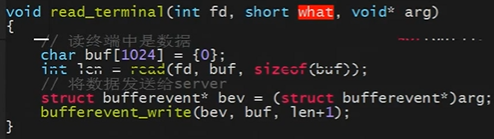 void read_terminal(int fd, short what, void* arg)
{
// 读终端中是数据
char buf[1024] = {0};
int len = read(fd, buf, sizeof(buf));
// 将数据发送给server
struct bufferevent* bev = (struct bufferevent*)arg;
bufferevent_write(bev, buf, len+1);
}